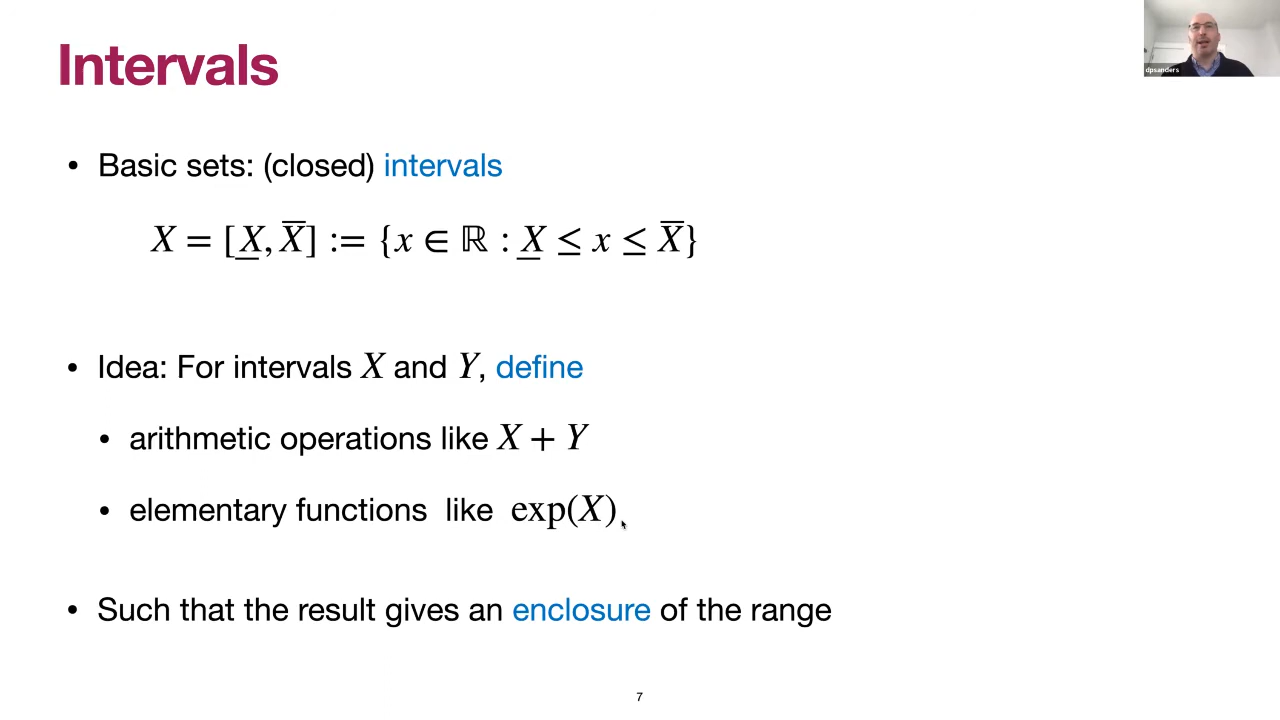 Intervals
dpsanders
• Basic sets: (closed) intervals
X = [X̲, X̅] := {x ∈ ℝ : X̲ ≤ x ≤ X̅}
• Idea: For intervals X and Y, define
• arithmetic operations like X + Y
• elementary functions like exp(X)
• Such that the result gives an enclosure of the range
7